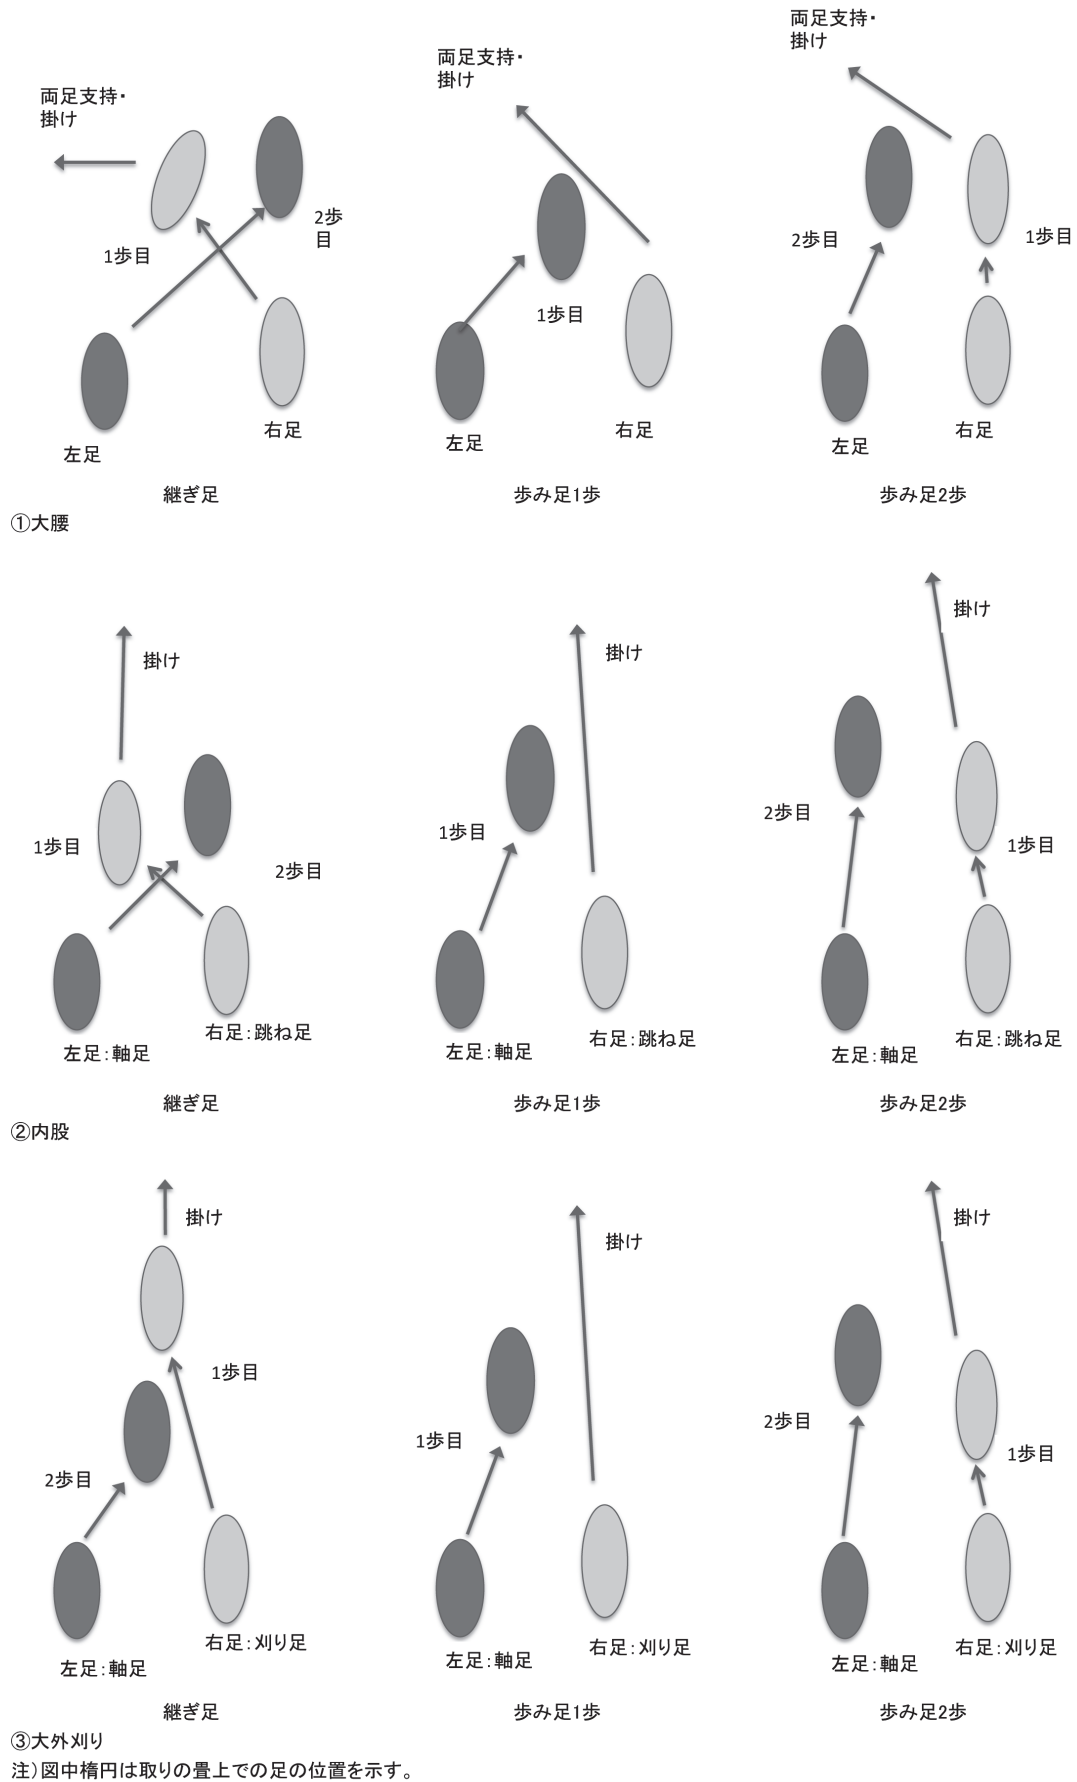 両足支持・
掛け
1歩目
2歩
目
左足
右足
継ぎ足
両足支持・
掛け
1歩目
左足
右足
歩み足1歩
両足支持・
掛け
2歩目
1歩目
左足
右足
歩み足2歩
①大腰
掛け
1歩目
2歩目
左足：軸足
右足：跳ね足
継ぎ足
掛け
1歩目
左足：軸足
右足：跳ね足
歩み足1歩
掛け
2歩目
1歩目
左足：軸足
右足：跳ね足
歩み足2歩
②内股
掛け
1歩目
2歩目
左足：軸足
右足：刈り足
継ぎ足
掛け
1歩目
左足：軸足
右足：刈り足
歩み足1歩
掛け
2歩目
1歩目
左足：軸足
右足：刈り足
歩み足2歩
③大外刈り
注）図中楕円は取りの畳上での足の位置を示す。